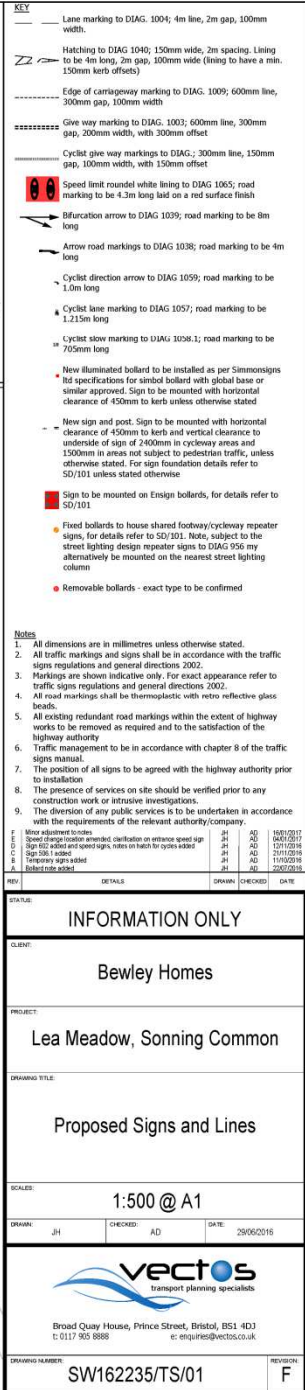 KEY
Lane marking to DIAG. 1004; 4m line, 2m gap, 100mm
width.
Hatching to DIAG 1040; 150mm wide, 2m spacing. Lining
to be 4m long, 2m gap, 100mm wide (lining to have a min.
150mm kerb offsets)
Edge of carriageway marking to DIAG. 1009; 600mm line,
300mm gap, 100mm width
Give way marking to DIAG. 1003; 600mm line, 300mm
gap, 200mm width, with 300mm offset
Cyclist give way markings to DIAG.; 300mm line, 150mm
gap, 100mm width, with 150mm offset
Speed limit roundel white lining to DIAG 1065; road
marking to be 4.3m long laid on a red surface finish
Bifurcation arrow to DIAG 1039; road marking to be 8m
long
Arrow road markings to DIAG 1038; road marking to be 4m
long
Cyclist direction arrow to DIAG 1059; road marking to be
1.0m long
Cyclist lane marking to DIAG 1057; road marking to be
1.215m long
Cyclist slow marking to DIAG 1058.1; road marking to be
705mm long
New illuminated bollard to be installed as per Simmonsigns
ltd specifications for simbol bollard with global base or
similar approved. Sign to be mounted with horizontal
clearance of 450mm to kerb unless otherwise stated
New sign and post. Sign to be mounted with horizontal
clearance of 450mm to kerb and vertical clearance to
underside of sign of 2400mm in cycleway areas and
1500mm in areas not subject to pedestrian traffic, unless
otherwise stated. For sign foundation details refer to
SD/101 unless stated otherwise
Sign to be mounted on Ensign bollards, for details refer to
SD/101
Fixed bollards to house shared footway/cycleway repeater
signs, for details refer to SD/101. Note, subject to the
street lighting design repeater signs to DIAG 956 my
alternatively be mounted on the nearest street lighting
column
Removable bollards - exact type to be confirmed
Notes
1. All dimensions are in millimetres unless otherwise stated.
2. All traffic markings and signs shall be in accordance with the traffic
signs regulations and general directions 2002.
3. Markings are shown indicative only. For exact appearance refer to
traffic signs regulations and general directions 2002.
4. All road markings shall be thermoplastic with retro reflective glass
beads.
5. All existing redundant road markings within the extent of highway
works to be removed as required and to the satisfaction of the
highway authority
6. Traffic management to be in accordance with chapter 8 of the traffic
signs manual.
7. The position of all signs to be agreed with the highway authority prior
to installation
8. The presence of services on site should be verified prior to any
construction work or intrusive investigations.
9. The diversion of any public services is to be undertaken in accordance
with the requirements of the relevant authority/company.
F Minor adjustment to notes JH AD 16/01/2017
E Speed change location amended, clarification on entrance speed sign JH AD 04/01/2017
D Sign 602 added and speed signs, notes on hatch for cycles added JH AD 12/11/2016
C Sign 506.1 added JH AD 21/11/2016
B Temporary signs added JH AD 11/10/2016
A Bollard note added JH AD 22/07/2016
REV. DETAILS DRAWN CHECKED DATE
STATUS:
INFORMATION ONLY
CLIENT:
Bewley Homes
PROJECT:
Lea Meadow, Sonning Common
DRAWING TITLE:
Proposed Signs and Lines
SCALES:
1:500 @ A1
DRAWN: CHECKED: DATE:
JH AD 29/06/2016
vectos
transport planning specialists
Broad Quay House, Prince Street, Bristol, BS1 4DJ
t: 0117 905 8888 e: enquiries@vectos.co.uk
DRAWING NUMBER: REVISION:
SW162235/TS/01 F